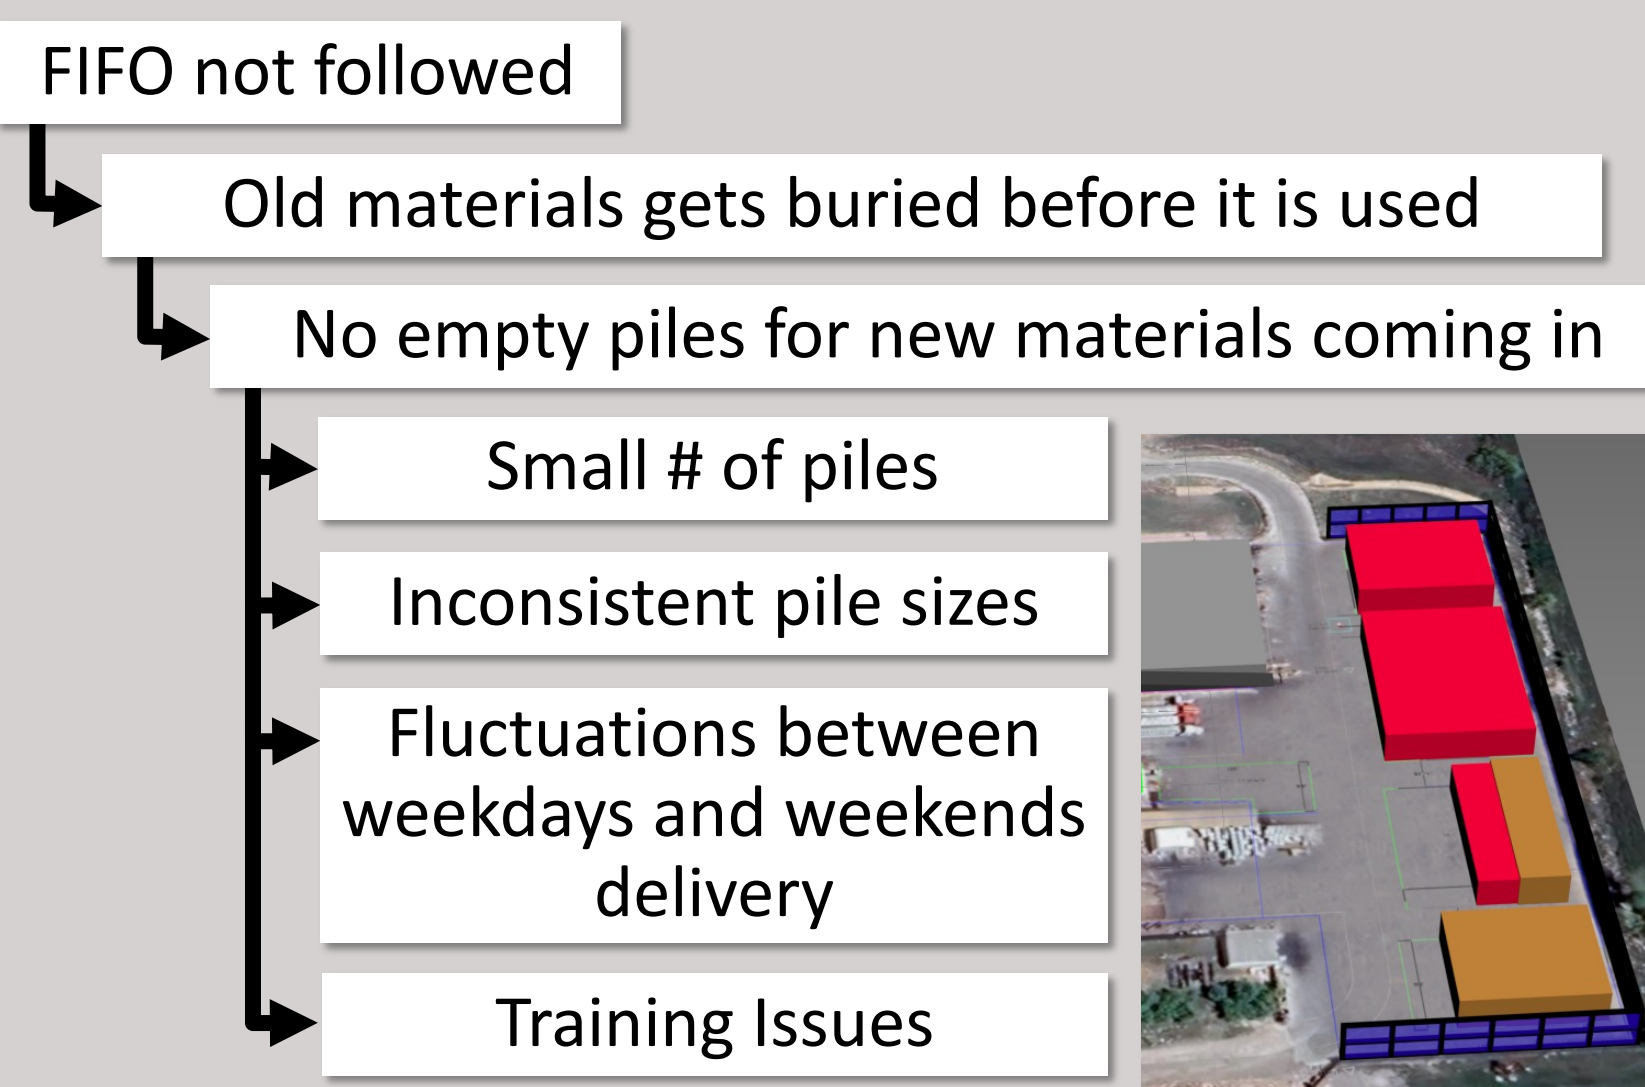 FIFO not followed
Old materials gets buried before it is used
No empty piles for new materials coming in
Small # of piles
Inconsistent pile sizes
Fluctuations between
weekdays and weekends
delivery
Training Issues